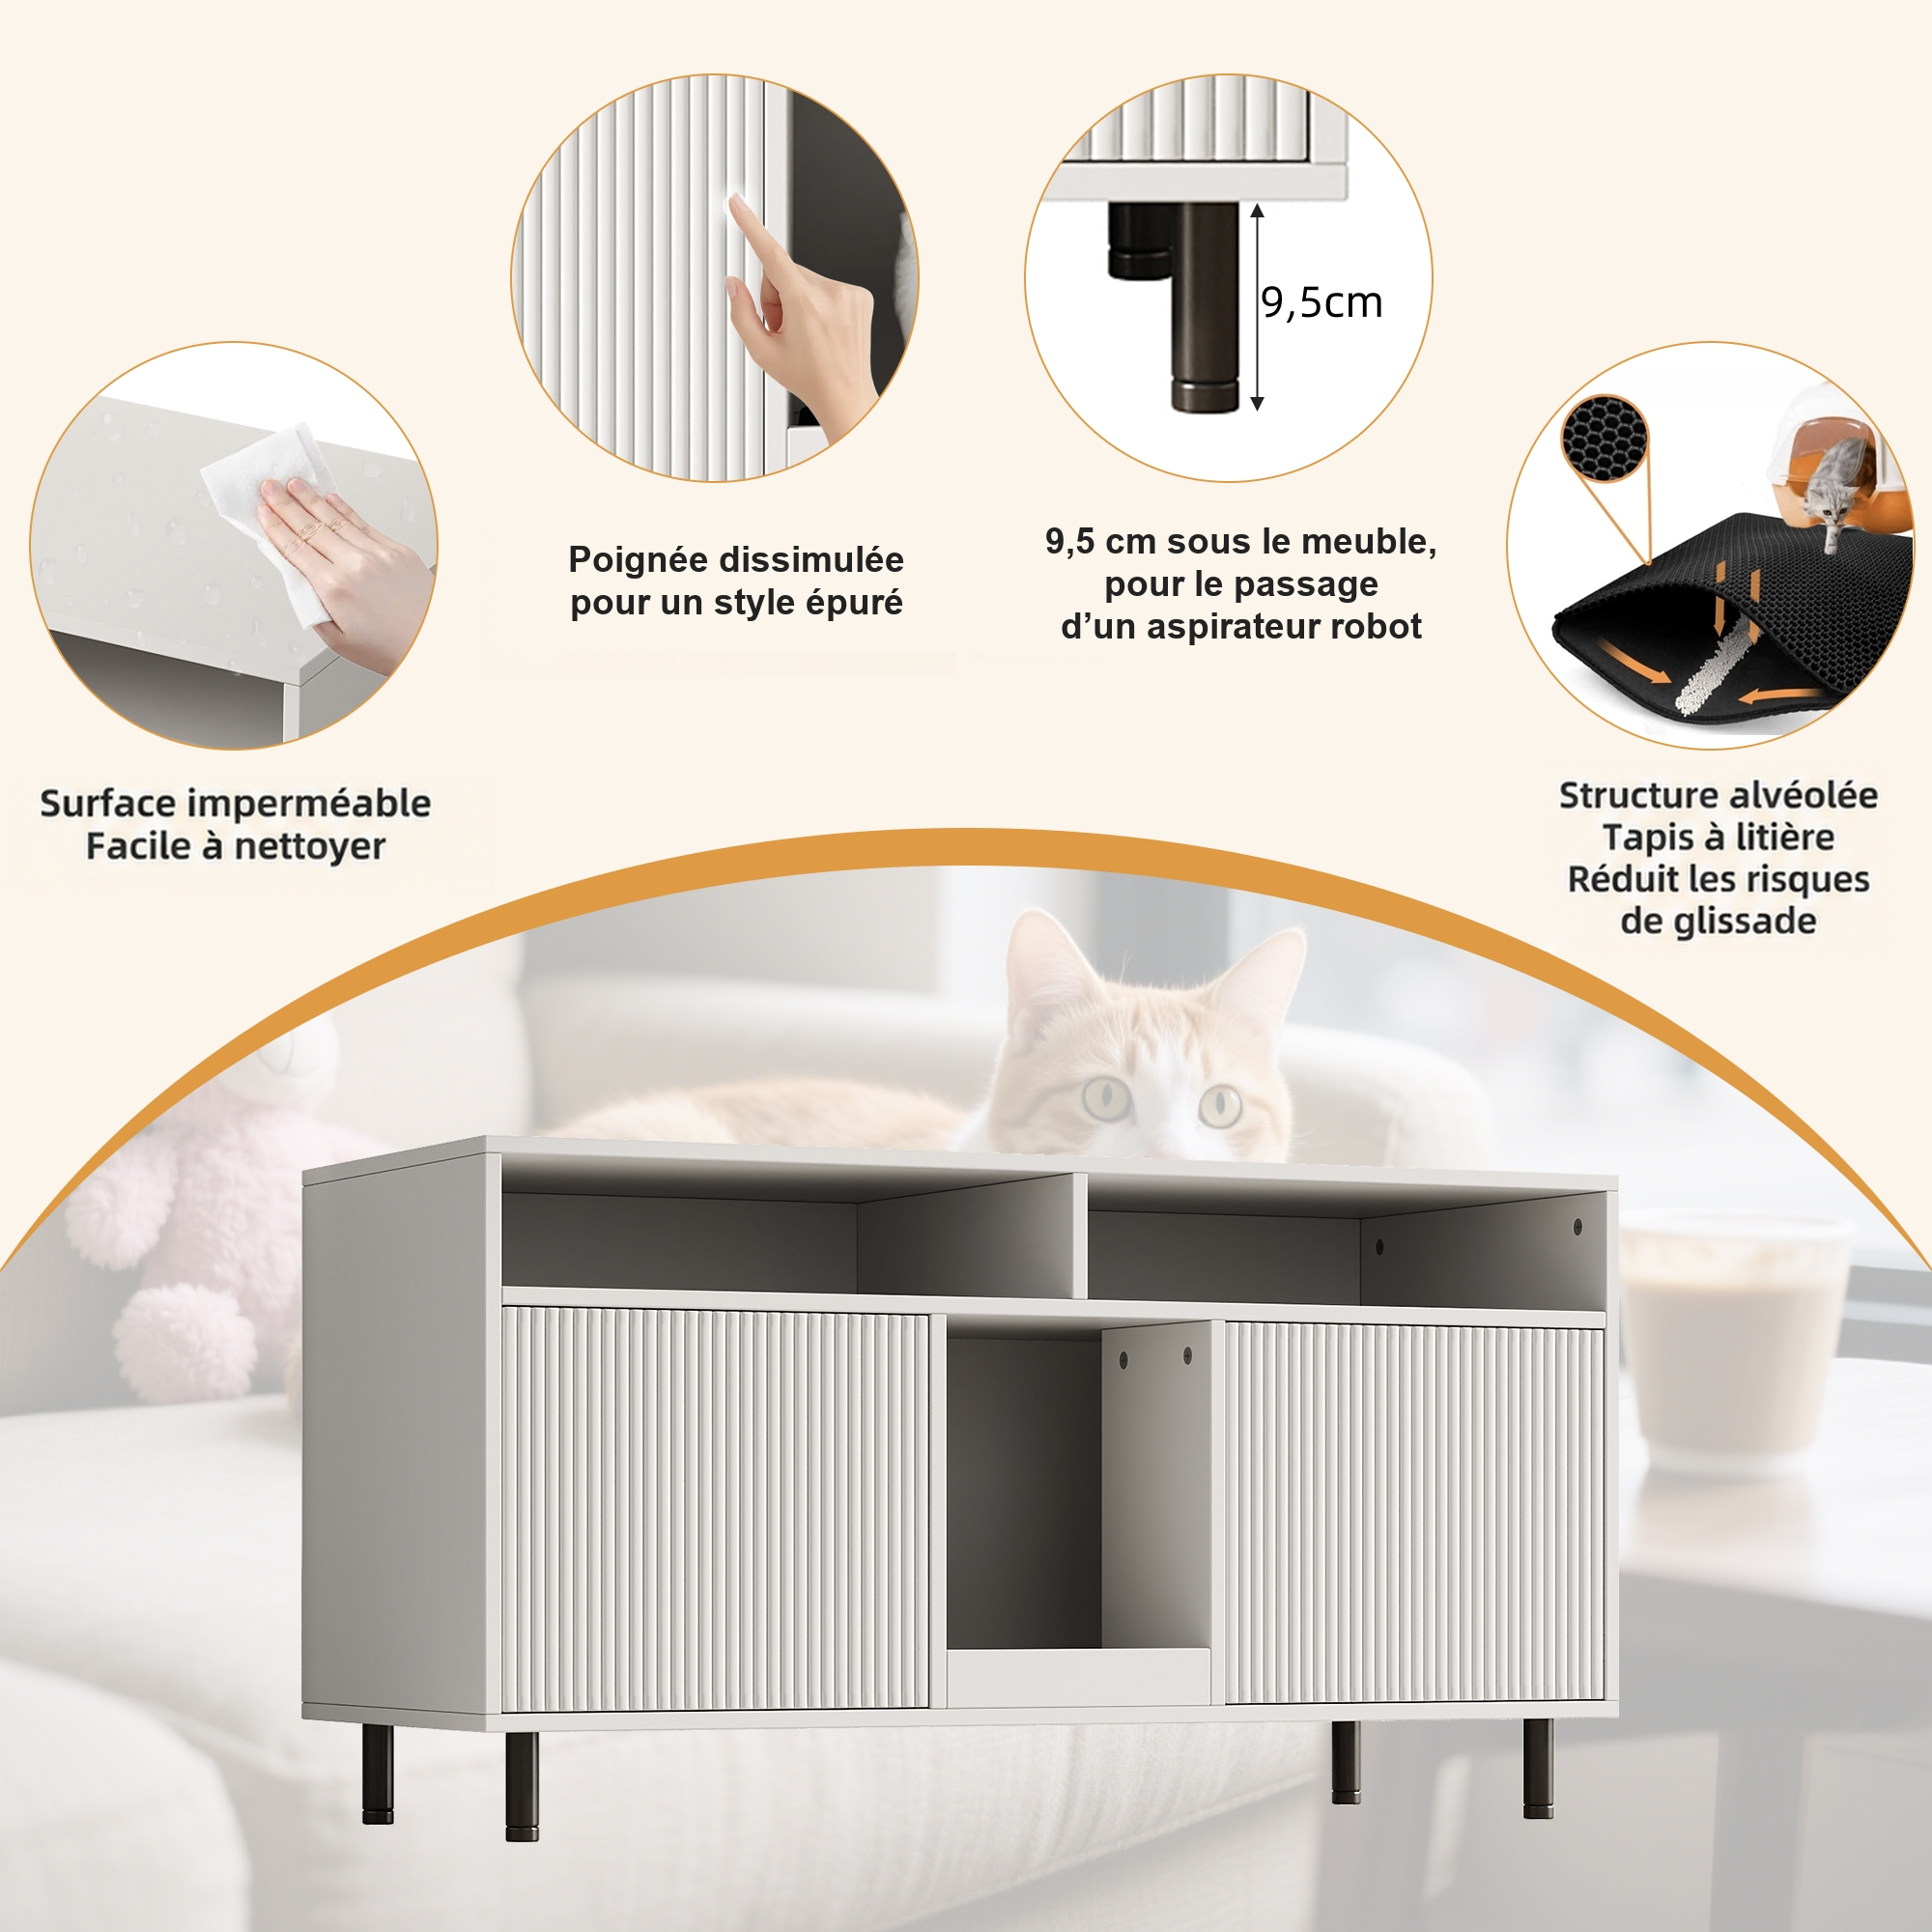 9,5cm
Poignée dissimulée
pour un style épuré
9,5 cm sous le meuble,
pour le passage
d’un aspirateur robot
Surface imperméable
Facile à nettoyer
Structure alvéolée
Tapis à litière
Réduit les risques
de glissade